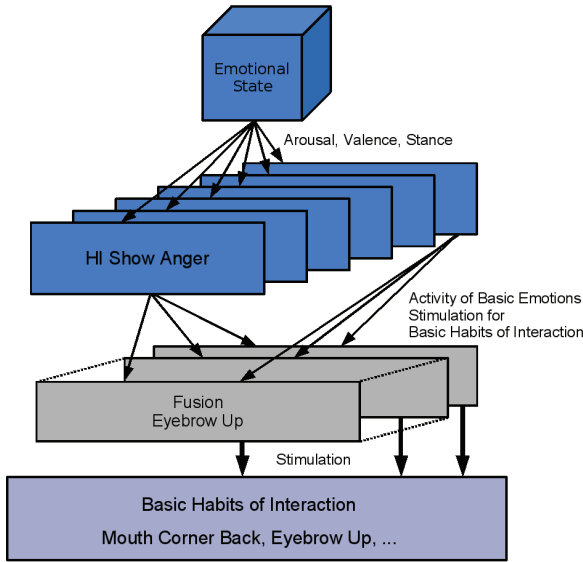 Emotional
State
Arousal, Valence, Stance
HI Show Anger
Activity of Basic Emotions
Stimulation for
Basic Habits of Interaction
Fusion
Eyebrow Up
Stimulation
Basic Habits of Interaction
Mouth Corner Back, Eyebrow Up, ...